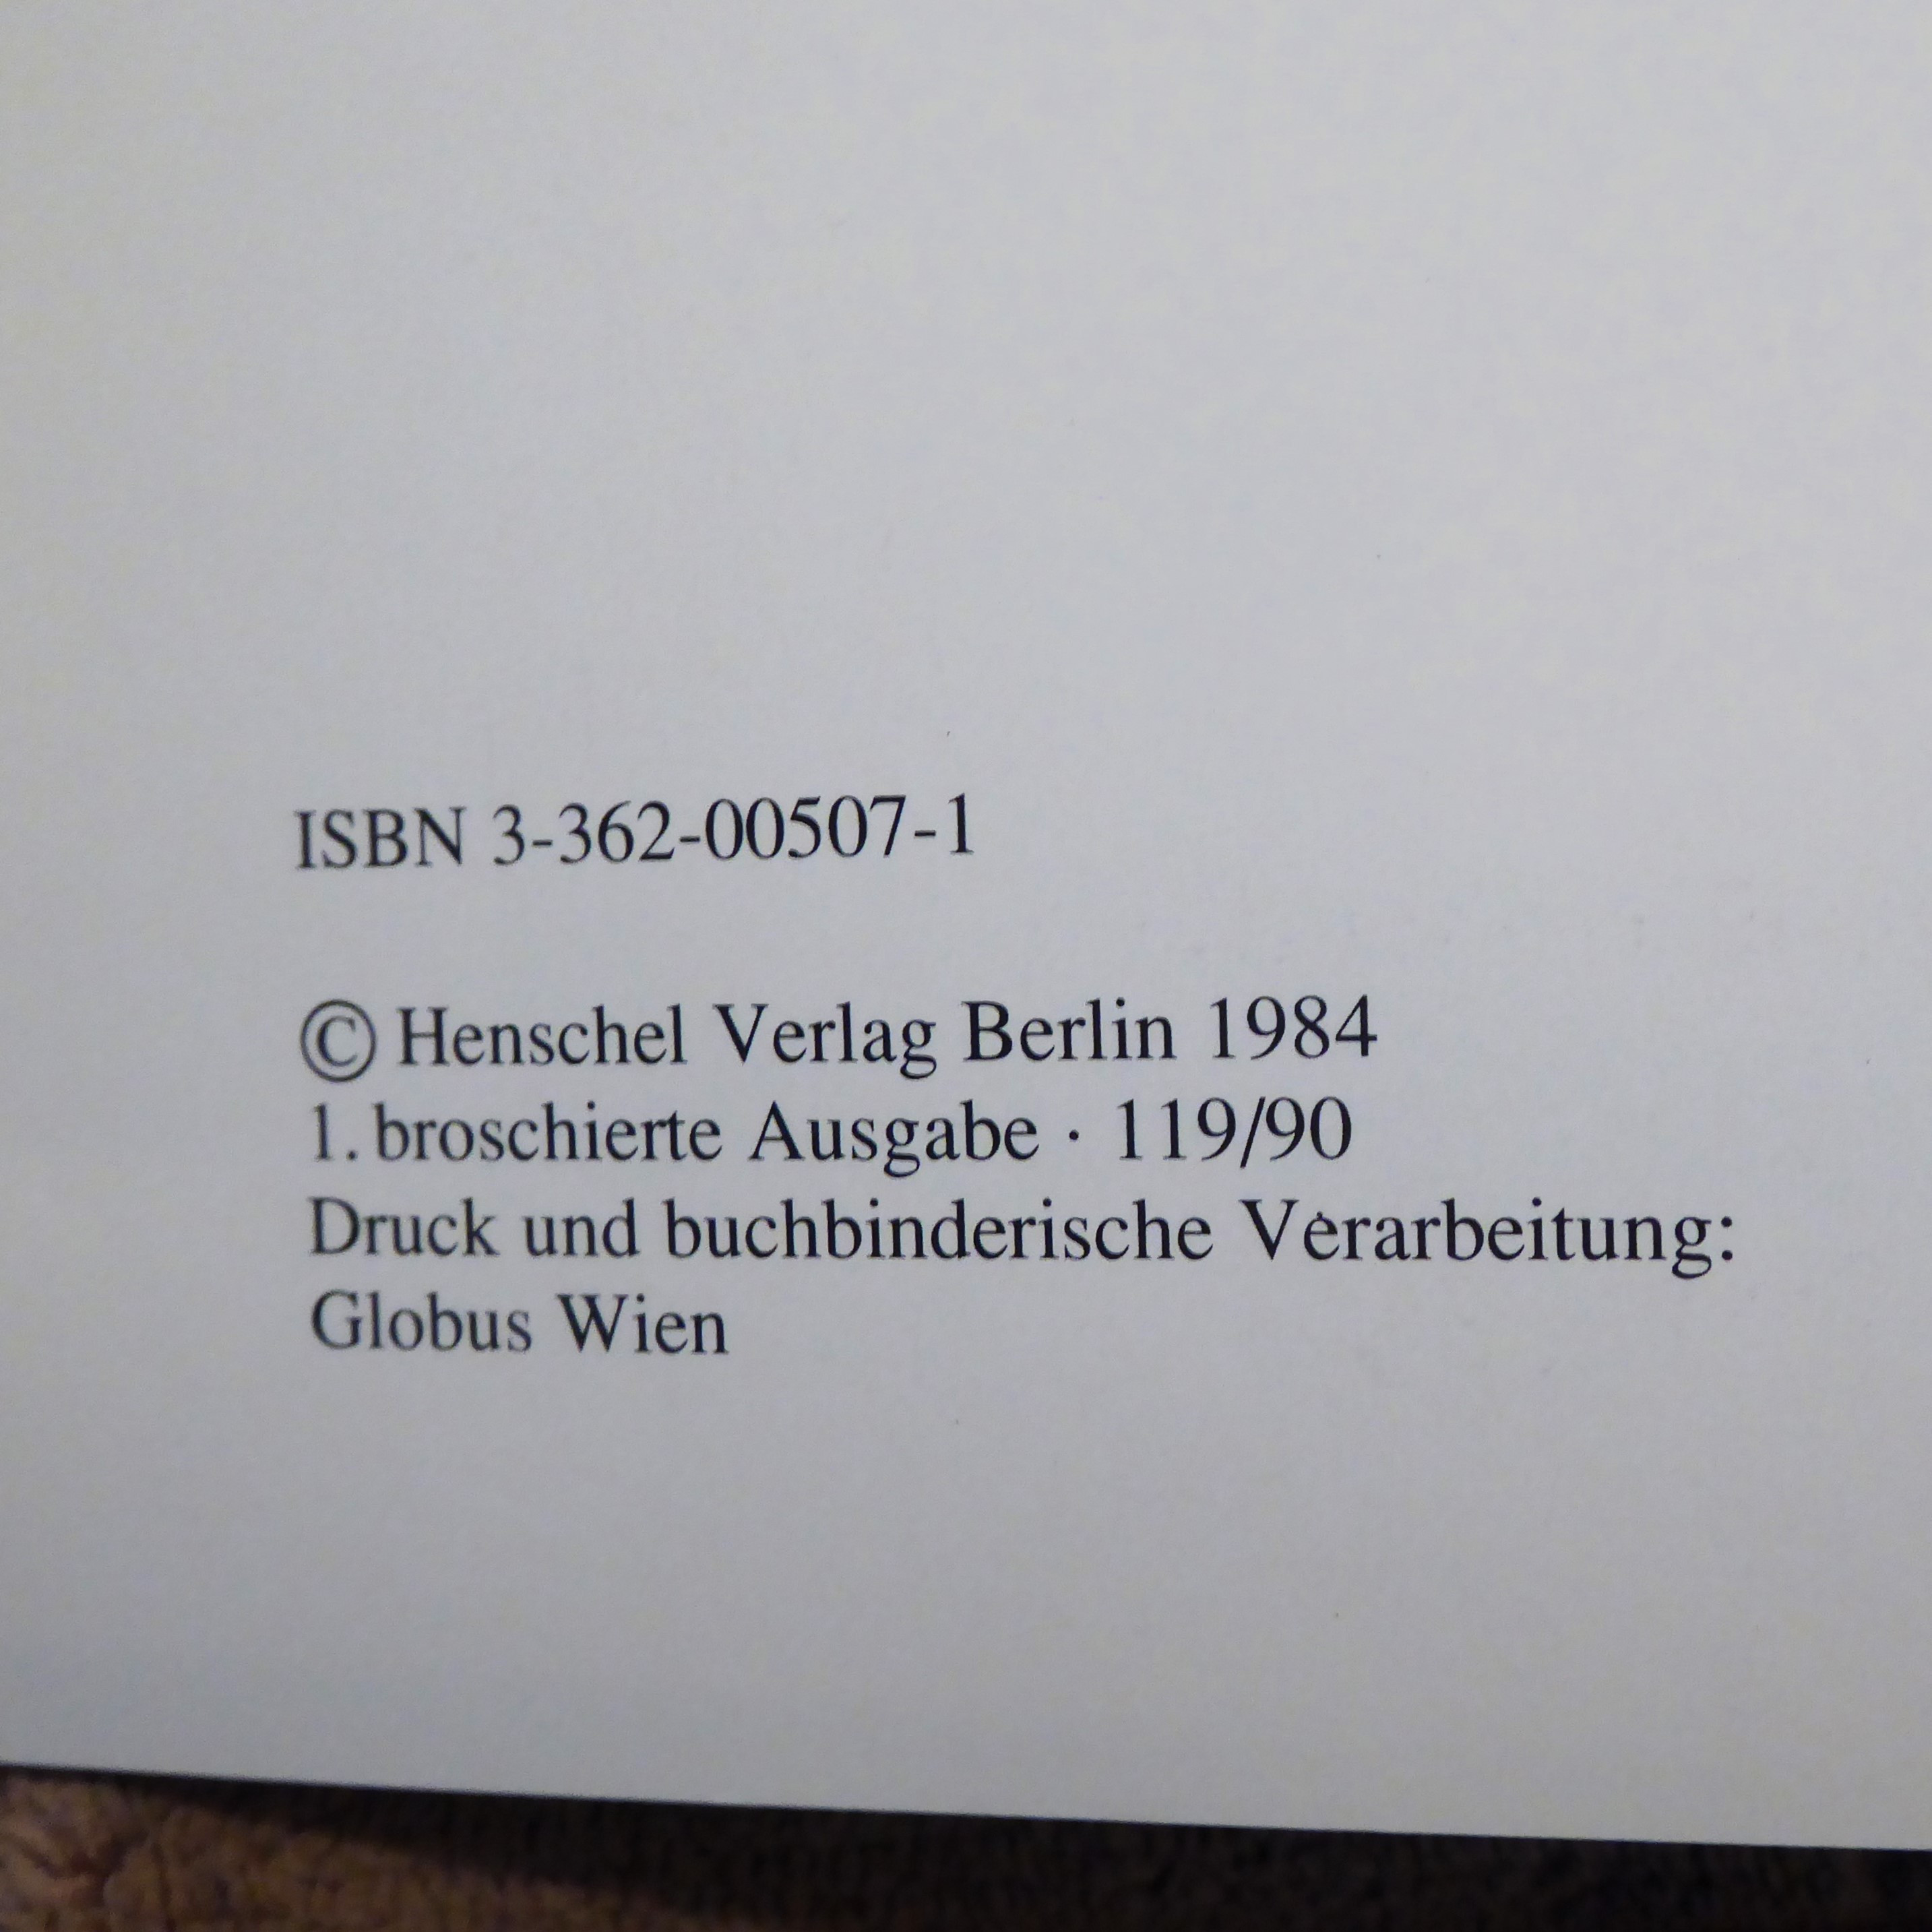 ISBN 3-362-00507-1
© Henschel Verlag Berlin 1984
1. broschierte Ausgabe · 119/90
Druck und buchbinderische Verarbeitung:
Globus Wien